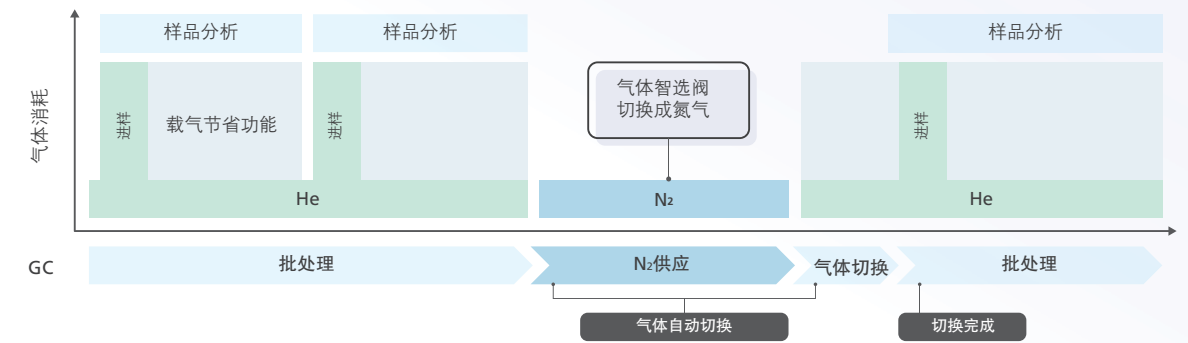 样品分析
样品分析
样品分析
气体消耗
进样
载气节省功能
进样
气体智选阀
切换成氮气
进样
He
N₂
He
GC
批处理
N₂供应
气体切换
批处理
气体自动切换
切换完成